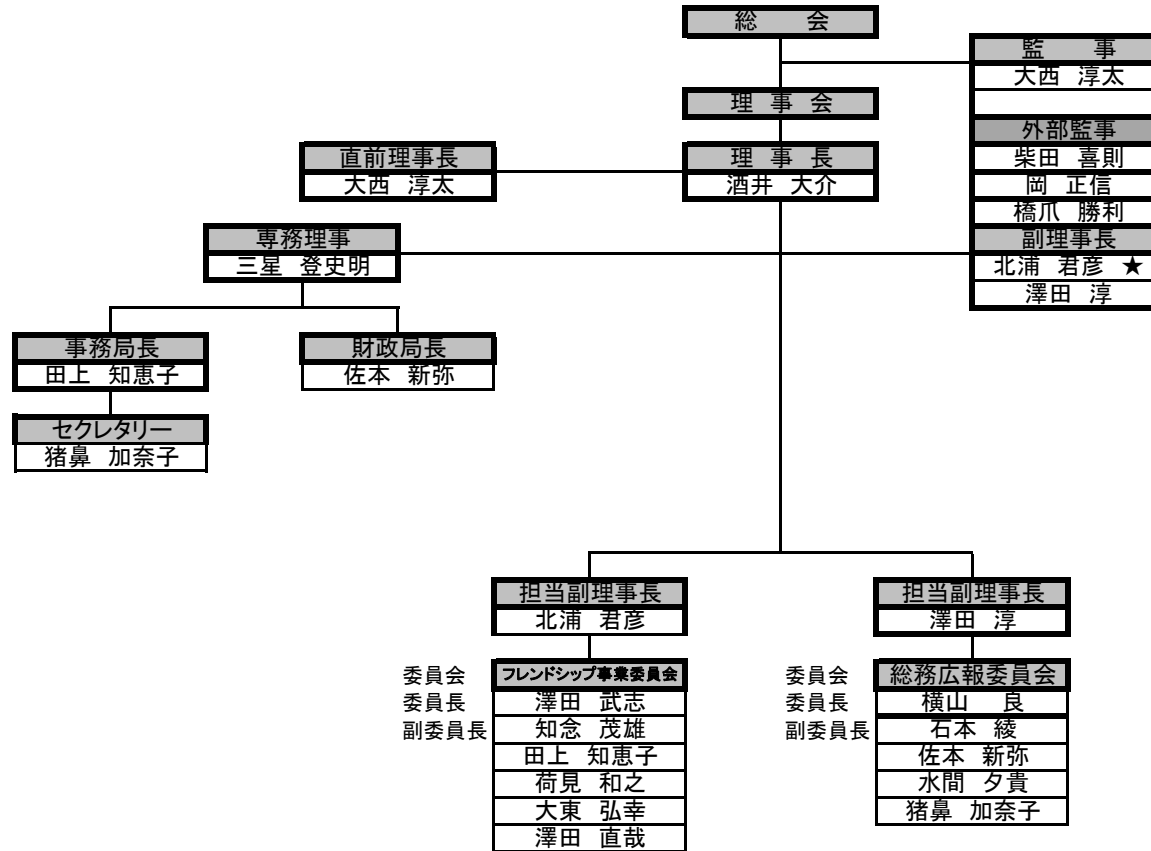 総　　会
監　　事
大西 淳太
理 事 会
外部監事
柴田 喜則
岡 正信
橋爪 勝利
直前理事長
大西 淳太
理 事 長
酒井 大介
専務理事
三星 登史明
副理事長
北浦 君彦 ★
澤田 淳
事務局長
田上 知恵子
財政局長
佐本 新弥
セクレタリー
猪鼻 加奈子
担当副理事長
北浦 君彦
担当副理事長
澤田 淳
委員会 フレンドシップ事業委員会
委員長 澤田 武志
副委員長 知念 茂雄
田上 知恵子
荷見 和之
大東 弘幸
澤田 直哉
委員会 総務広報委員会
委員長 横山 良
副委員長 石本 綾
佐本 新弥
水間 夕貴
猪鼻 加奈子